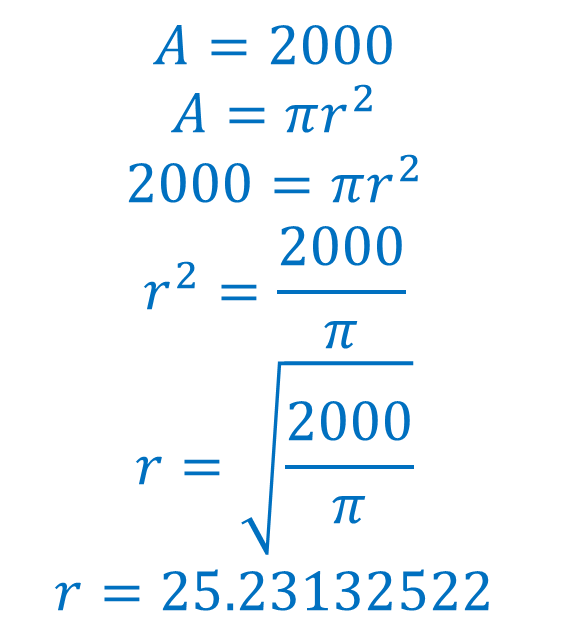 A = 2000
A = πr²
2000 = πr²
r² = 2000/π
r = √(2000/π)
r = 25.23132522